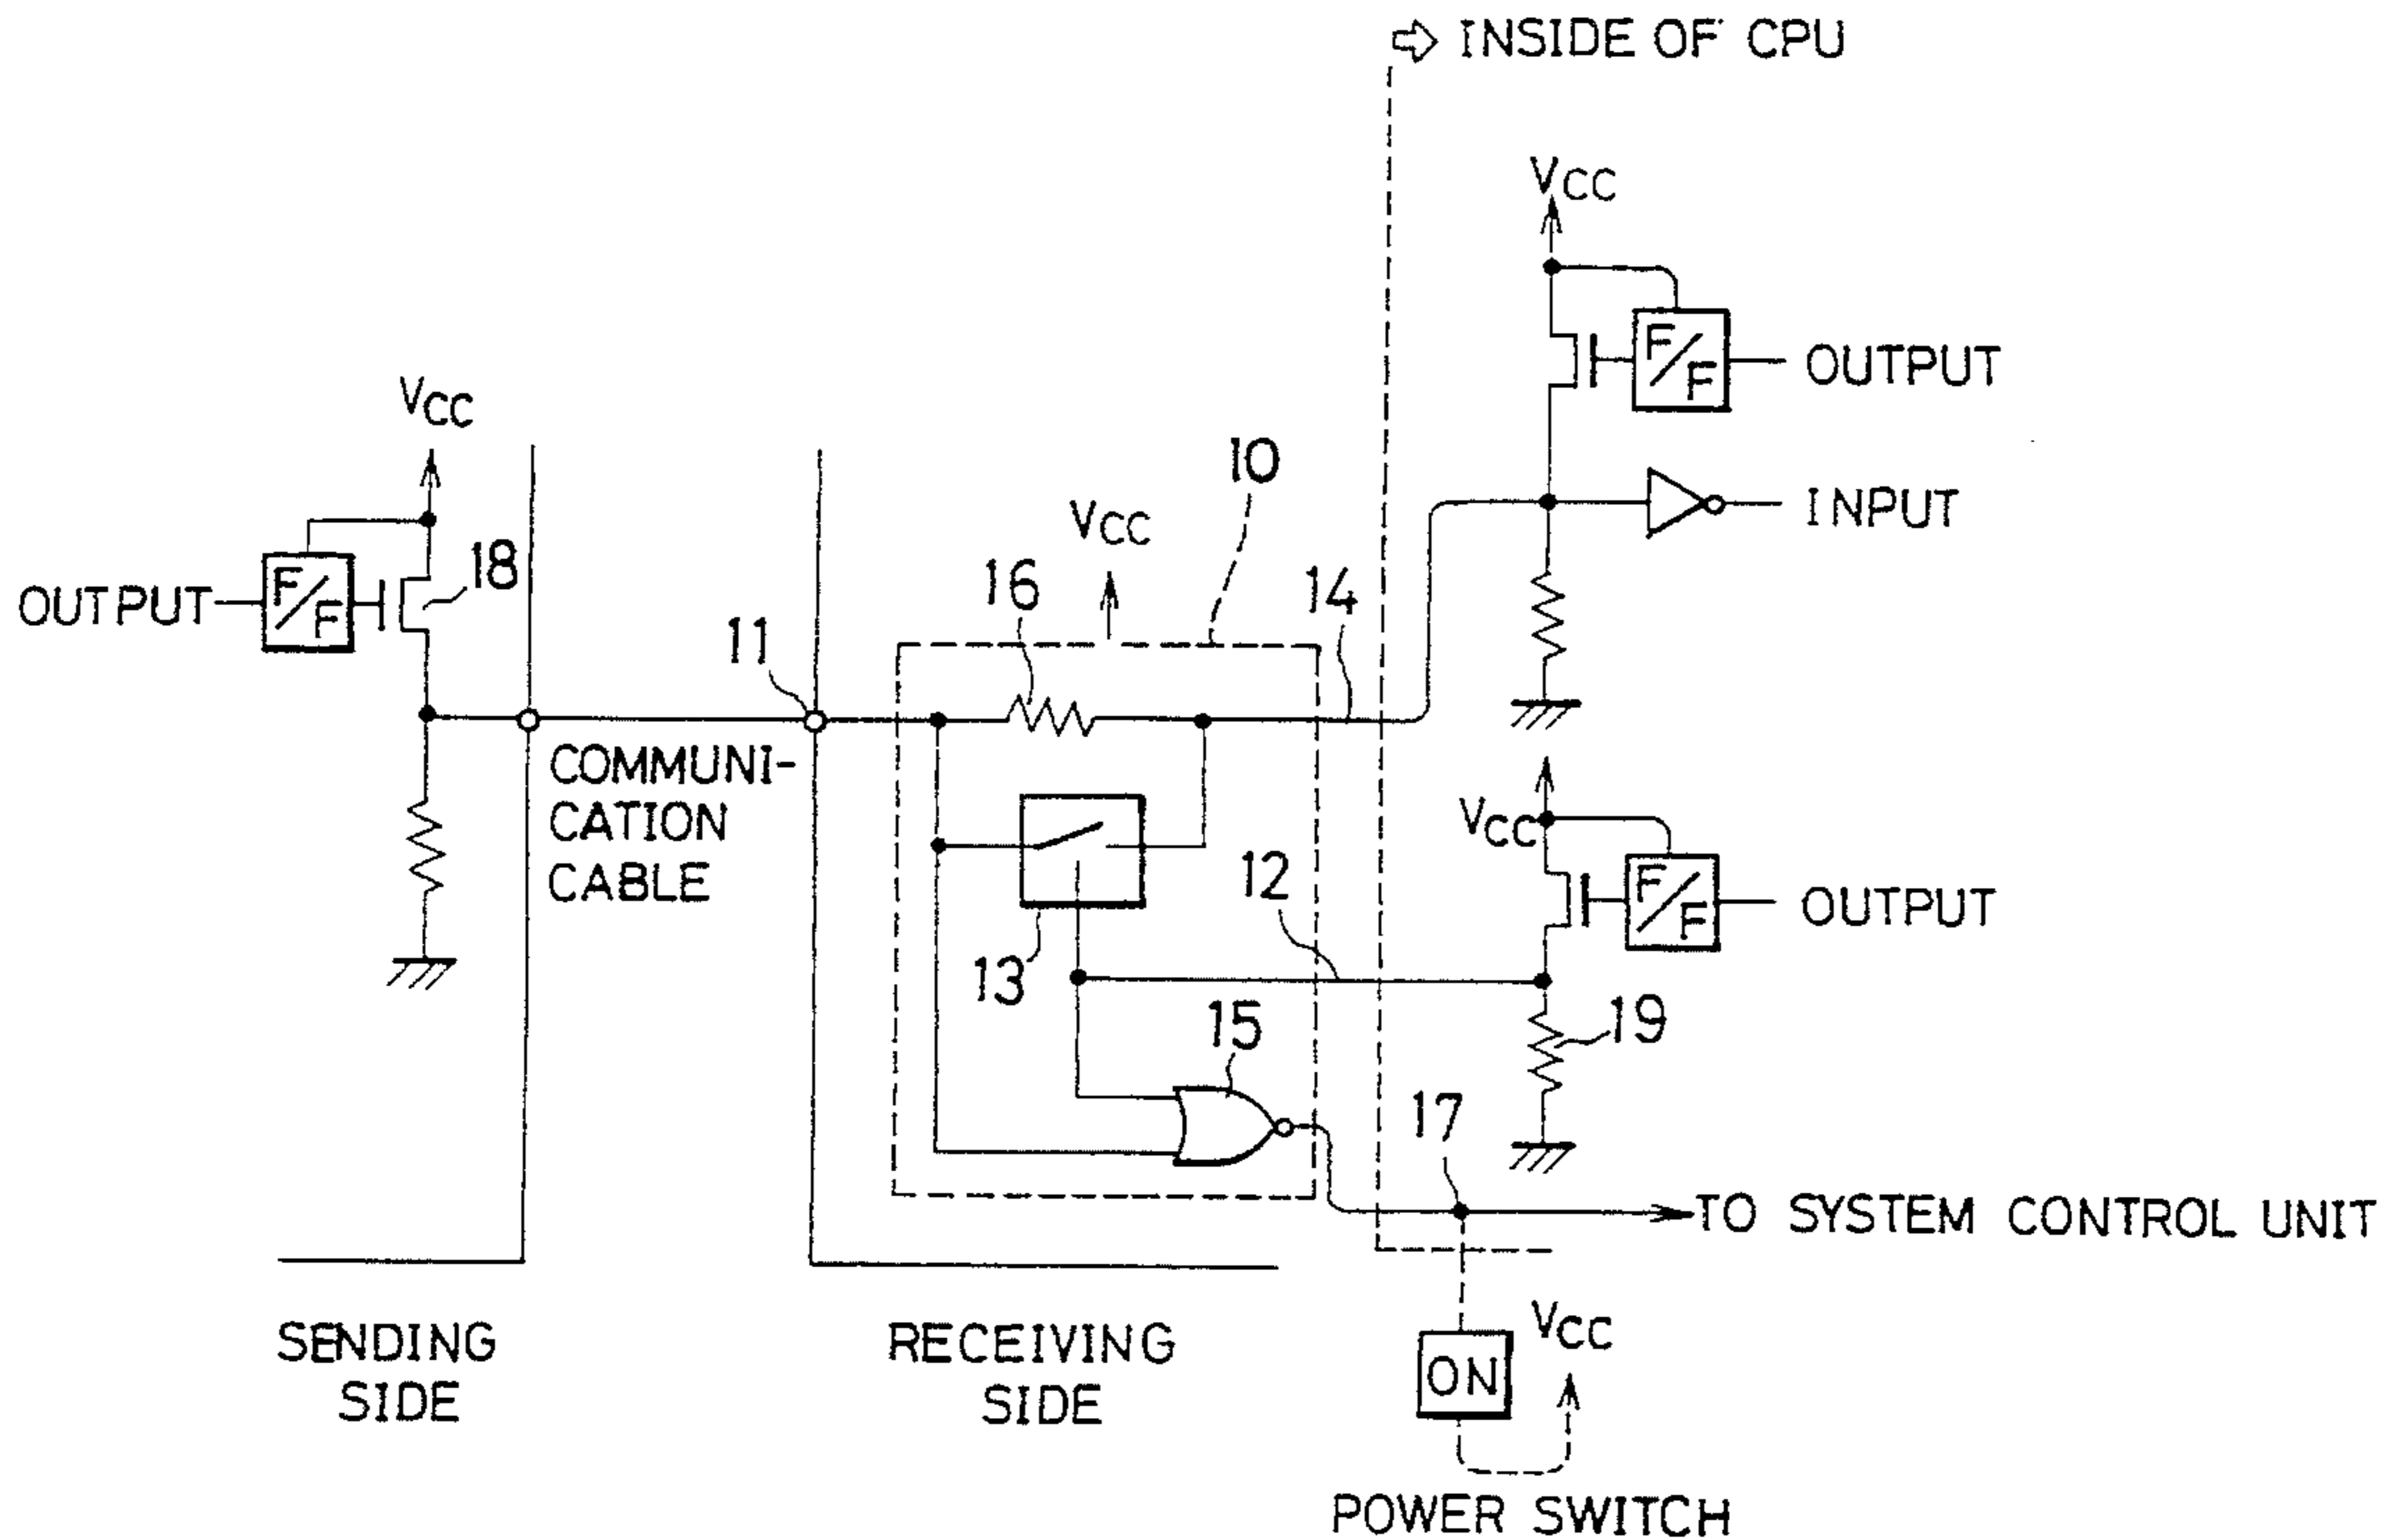 INSIDE OF CPU
VCC
F/F
OUTPUT
VCC
10
INPUT
VCC
18
OUTPUT
F/F
16
14
11
COMMUNI-
CATION
CABLE
VCC
12
F/F
OUTPUT
13
15
19
17
TO SYSTEM CONTROL UNIT
SENDING
SIDE
RECEIVING
SIDE
ON
VCC
POWER SWITCH